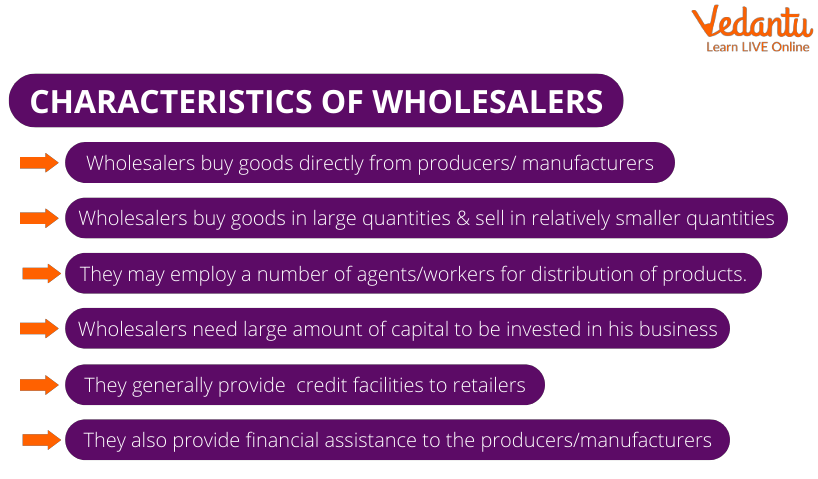 Vedantu
Learn LIVE Online
CHARACTERISTICS OF WHOLESALERS
Wholesalers buy goods directly from producers/ manufacturers
Wholesalers buy goods in large quantities & sell in relatively smaller quantities
They may employ a number of agents/workers for distribution of products.
Wholesalers need large amount of capital to be invested in his business
They generally provide  credit facilities to retailers
They also provide financial assistance to the producers/manufacturers